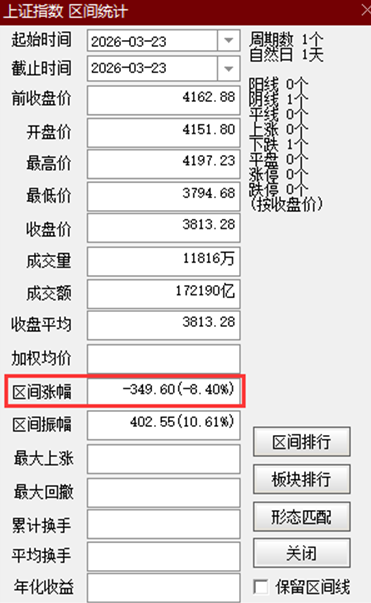 上证指数 区间统计
起始时间 2026-03-23 周期数 1个
自然日 1天
截止时间 2026-03-23
前收盘价 4162.88
阳线 0个
阴线 1个
平线 0个
上涨 0个
下跌 1个
平盘 0个
涨停 0个
跌停 0个
(按收盘价)
开盘价 4151.80
最高价 4197.23
最低价 3794.68
收盘价 3813.28
成交量 11816万
成交额 172190亿
收盘平均 3813.28
加权均价
区间涨幅 -349.60(-8.40%)
区间振幅 402.55(10.61%)
区间排行
最大上涨
板块排行
最大回撤
形态匹配
累计换手
平均换手
关闭
年化收益
保留区间线